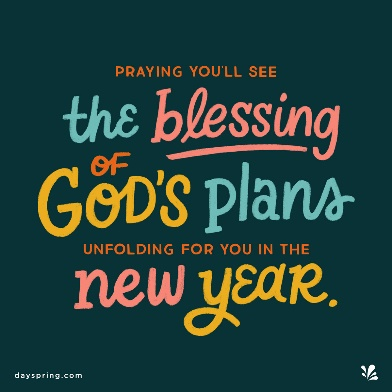 PRAYING YOU'LL SEE
the blessing
OF
GOD'S plans
UNFOLDING FOR YOU IN THE
new year.
dayspring.com